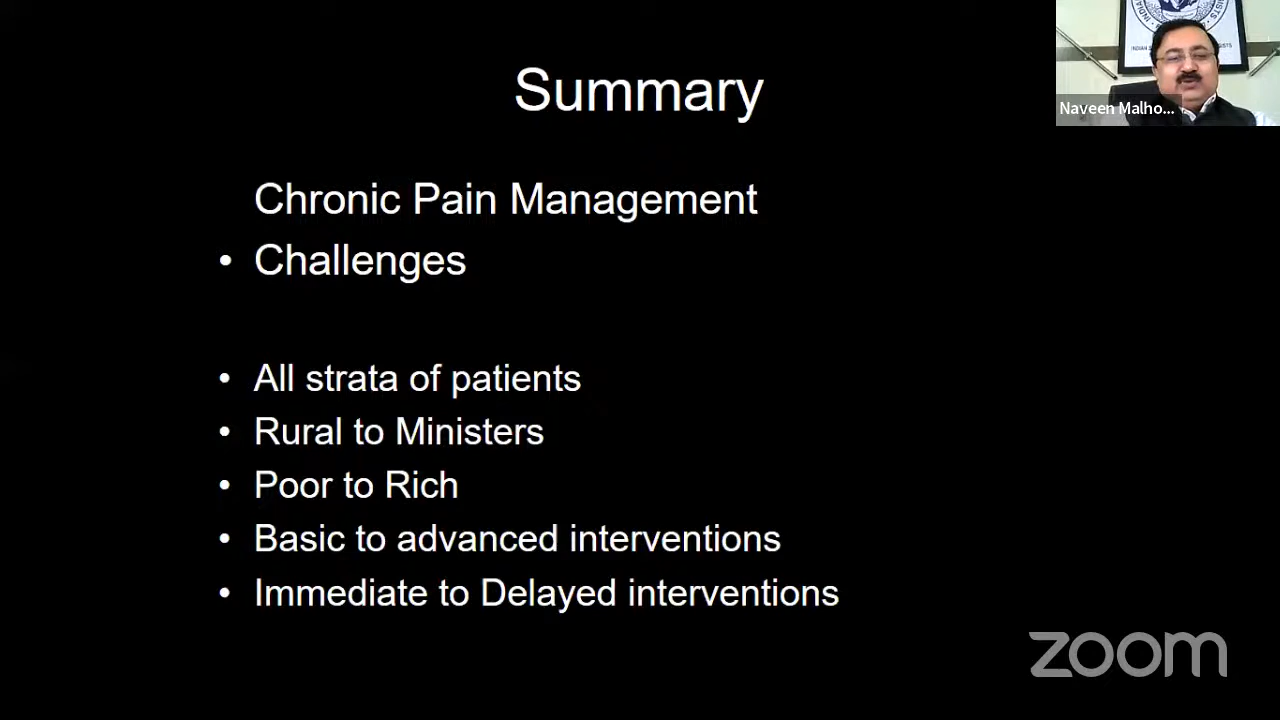 Summary
Chronic Pain Management
• Challenges
• All strata of patients
• Rural to Ministers
• Poor to Rich
• Basic to advanced interventions
• Immediate to Delayed interventions
Naveen Malho...
zoom